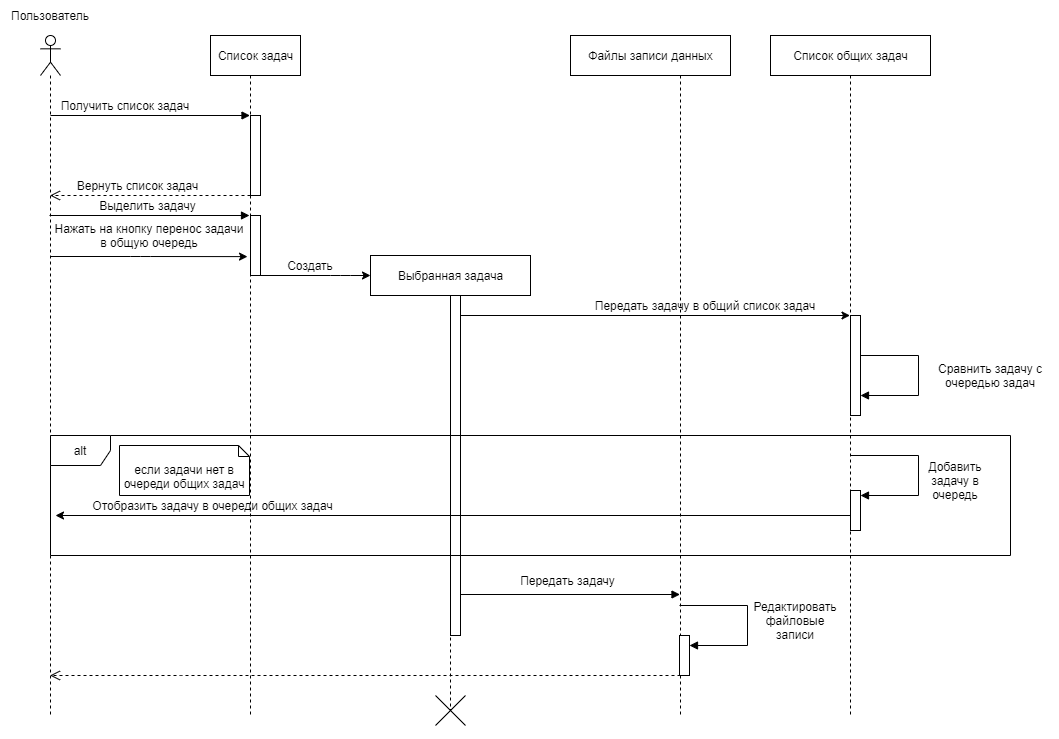 Пользователь
Список задач
Файлы записи данных
Список общих задач
Получить список задач
Вернуть список задач
Выделить задачу
Нажать на кнопку перенос задачи
в общую очередь
Создать
Выбранная задача
Передать задачу в общий список задач
Сравнить задачу с
очередью задач
alt
если задачи нет в
очереди общих задач
Добавить
задачу в
очередь
Отобразить задачу в очереди общих задач
Передать задачу
Редактировать
файловые
записи